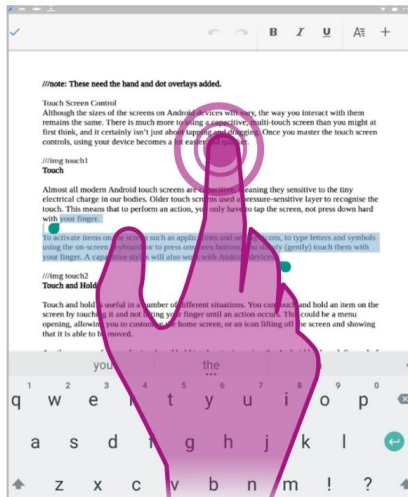 B I U A +
///note: These need the hand and dot overlays added.
Touch Screen Control
Although the sizes of the screens on Android devices will vary, the way you interact with them
remains the same. There is much more to using a capacitive, multi-touch screen than you might at
first think, and it certainly isn't just about tapping and dragging. Once you master the touch screen
controls, using your device becomes a lot easier and quicker.
///img touch1
Touch
Almost all modern Android touch screens are capacitive, meaning they sensitive to the tiny
electrical charge in our bodies. Older touch screens used a pressure-sensitive layer to recognise the
touch. This means that to perform an action, you only have to tap the screen, not press down hard
with your finger.
To activate items on the screen such as applications and settings icons, to type letters and symbols
using the on-screen keyboard or to press onscreen buttons, you simply (gently) touch them with
your finger. A capacitive stylus will also work with Android devices.
///img touch2
Touch and Hold
Touch and hold is useful in a number of different situations. You can touch and hold an item on the
screen by touching it and not lifting your finger until an action occurs. This could be a menu
opening, allowing you to customise the home screen, or an icon lifting off the screen and showing
that it is able to be moved.
you the
1 2 3 4 5 6 7 8 9 0
q w e r t y u i o p
a s d f g h j k l
z x c v b n m ! ?